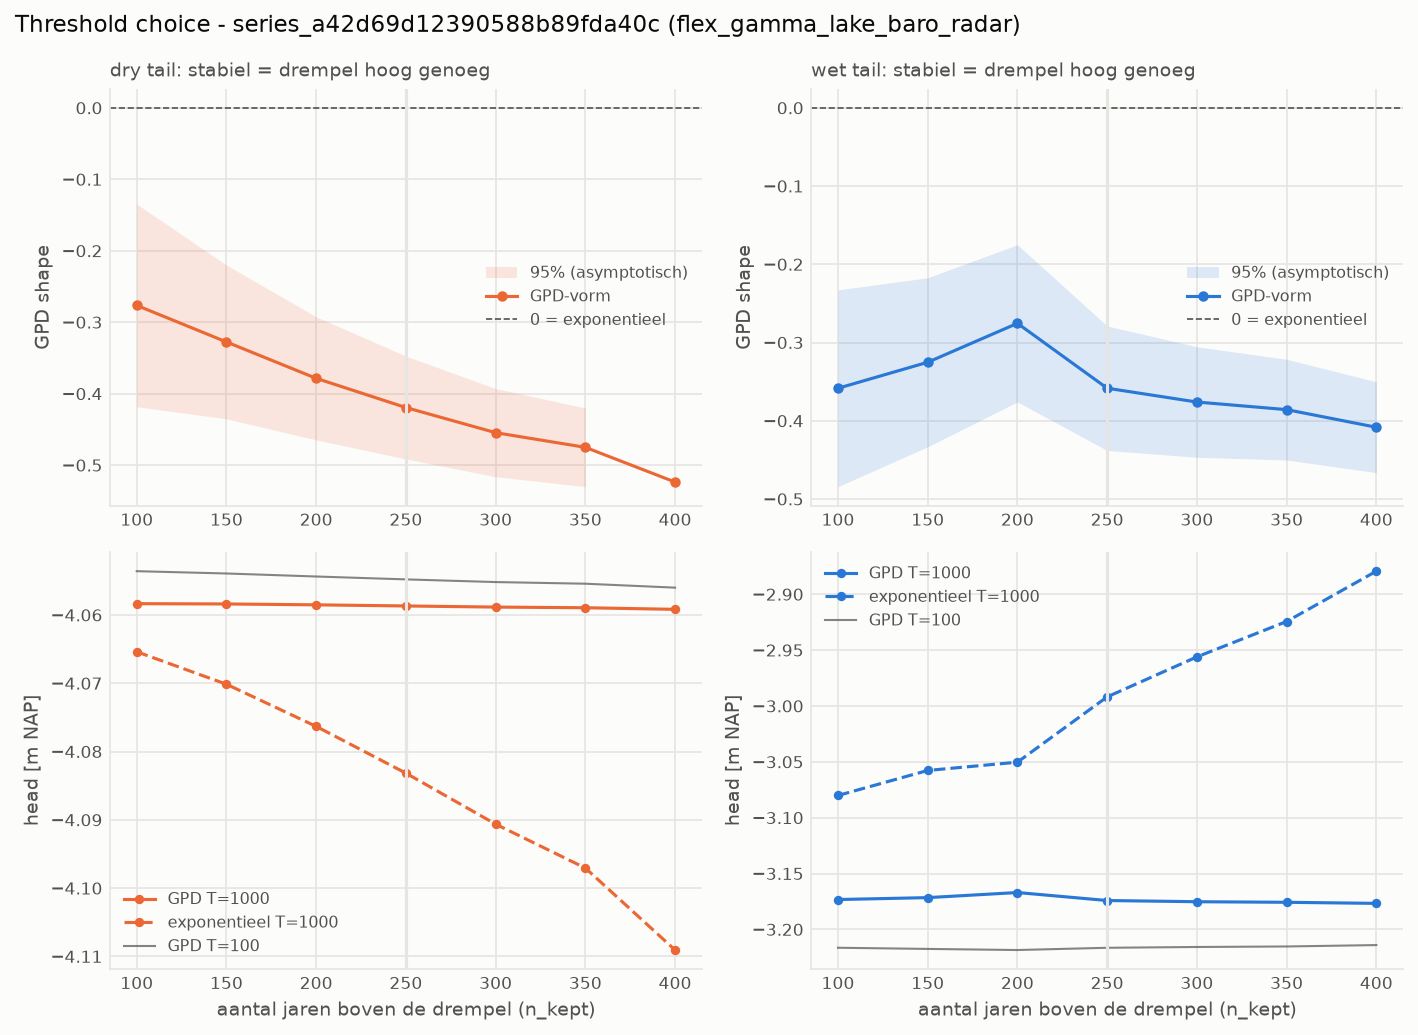 Threshold choice - series_a42d69d12390588b89fda40c (flex_gamma_lake_baro_radar)
dry tail: stabiel = drempel hoog genoeg
0.0
−0.1
−0.2
−0.3
−0.4
−0.5
GPD shape
95% (asymptotisch)
GPD-vorm
0 = exponentieel
100 150 200 250 300 350 400
wet tail: stabiel = drempel hoog genoeg
0.0
−0.1
−0.2
−0.3
−0.4
−0.5
GPD shape
95% (asymptotisch)
GPD-vorm
0 = exponentieel
100 150 200 250 300 350 400
−4.06
−4.07
−4.08
−4.09
−4.10
−4.11
head [m NAP]
GPD T=1000
exponentieel T=1000
GPD T=100
100 150 200 250 300 350 400
aantal jaren boven de drempel (n_kept)
−2.90
−2.95
−3.00
−3.05
−3.10
−3.15
−3.20
head [m NAP]
GPD T=1000
exponentieel T=1000
GPD T=100
100 150 200 250 300 350 400
aantal jaren boven de drempel (n_kept)